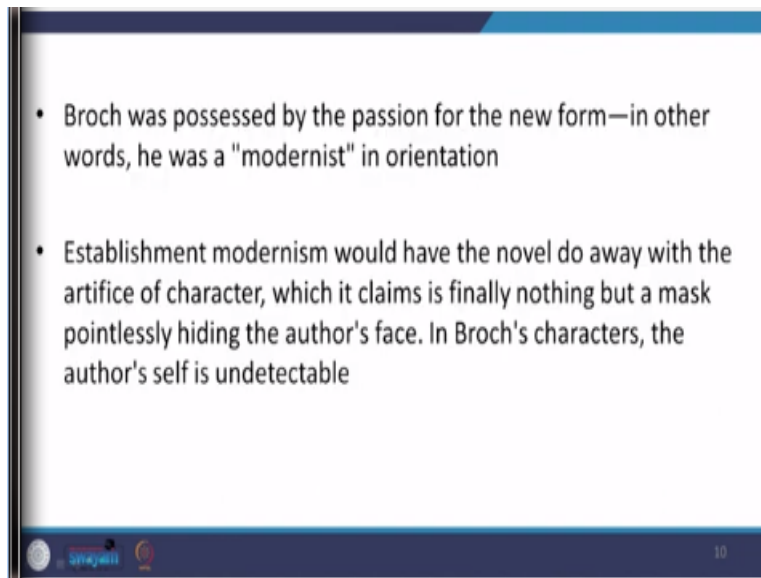 • Broch was possessed by the passion for the new form—in other
words, he was a "modernist" in orientation
• Establishment modernism would have the novel do away with the
artifice of character, which it claims is finally nothing but a mask
pointlessly hiding the author's face. In Broch's characters, the
author's self is undetectable
swayam
10